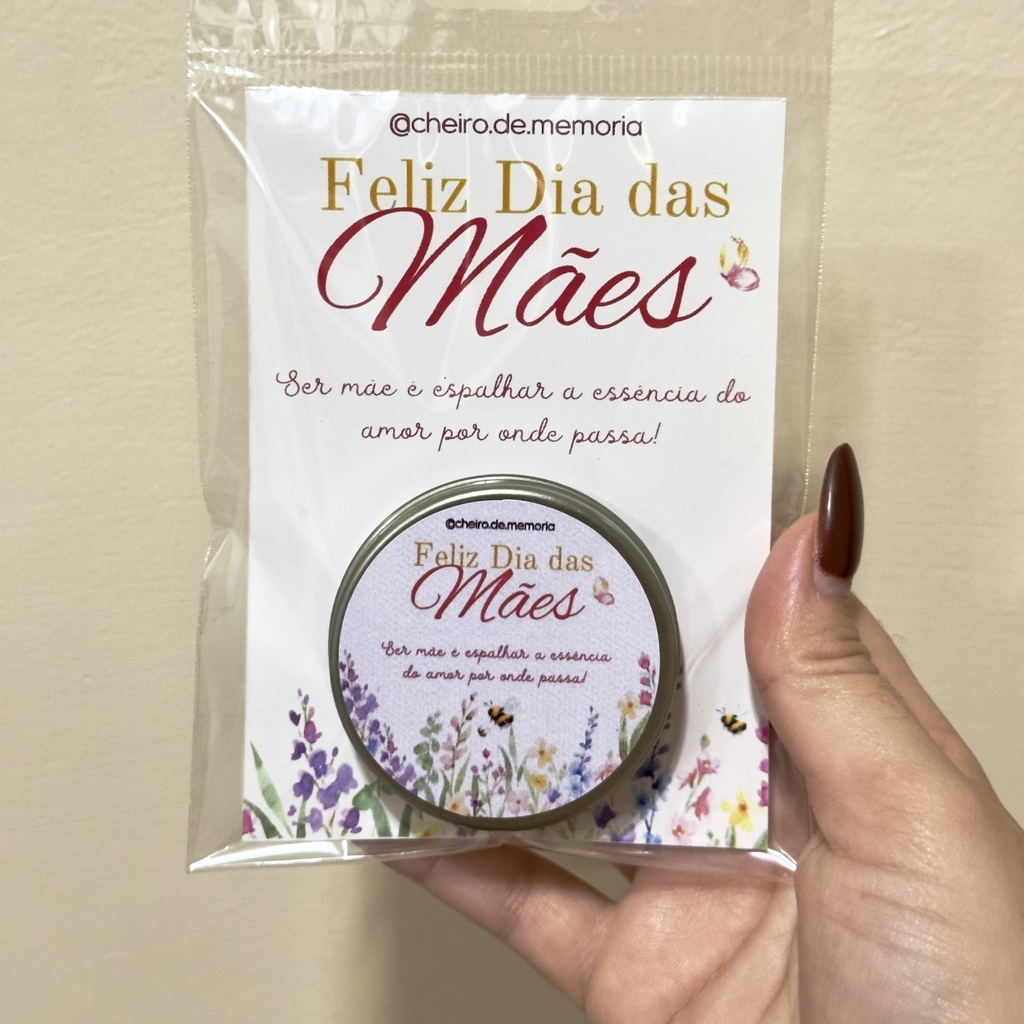 @cheiro.de.memoria
Feliz Dia das
Mães
Ser mãe é espalhar a essência do
amor por onde passa!
@cheiro.de.memoria
Feliz Dia das
Mães
Ser mãe é espalhar a essência
do amor por onde passa!